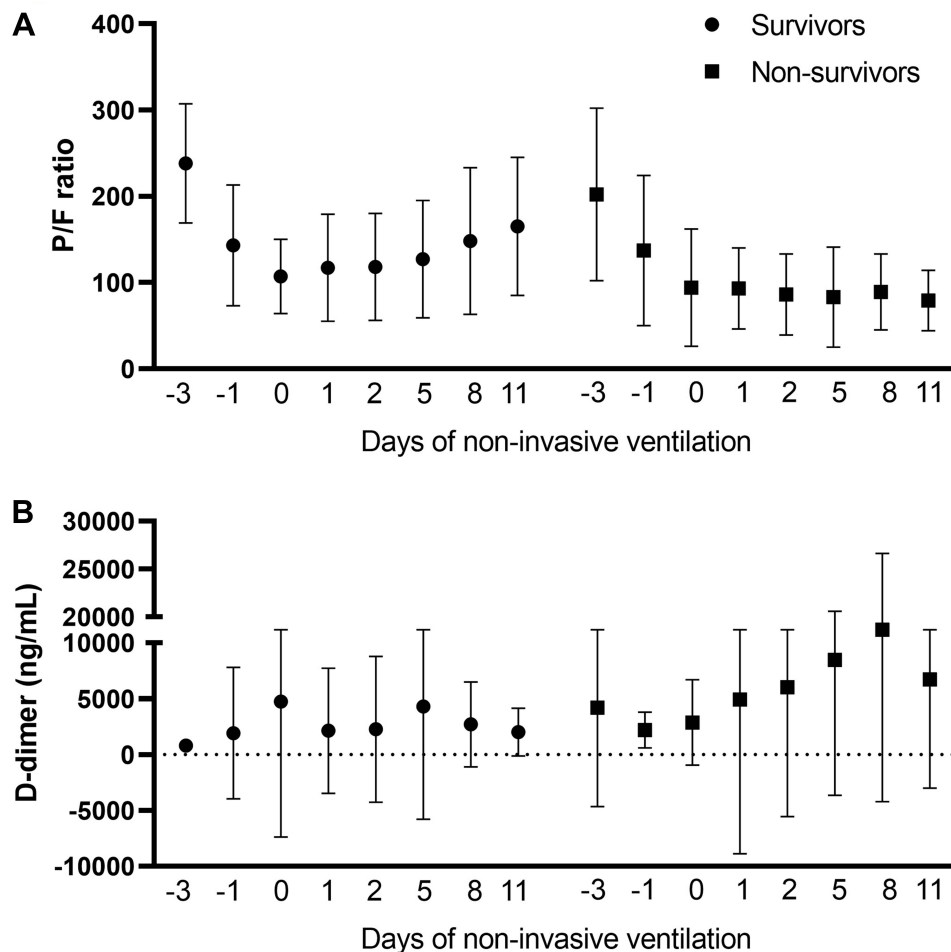 A
Survivors
Non-survivors
P/F ratio
400
300
200
100
0
-3 -1 0 1 2 5 8 11 -3 -1 0 1 2 5 8 11
Days of non-invasive ventilation
B
D-dimer (ng/mL)
30000
25000
20000
10000
5000
0
-5000
-10000
-3 -1 0 1 2 5 8 11 -3 -1 0 1 2 5 8 11
Days of non-invasive ventilation